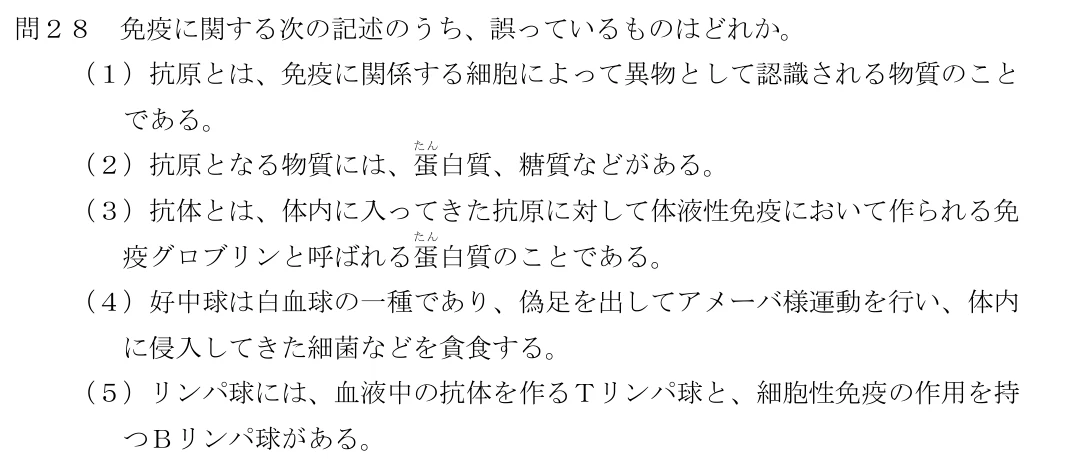 問２８　免疫に関する次の記述のうち、誤っているものはどれか。
（１）抗原とは、免疫に関係する細胞によって異物として認識される物質のこと
である。
（２）抗原となる物質には、蛋白質、糖質などがある。
（３）抗体とは、体内に入ってきた抗原に対して体液性免疫において作られる免
疫グロブリンと呼ばれる蛋白質のことである。
（４）好中球は白血球の一種であり、偽足を出してアメーバ様運動を行い、体内
に侵入してきた細菌などを貪食する。
（５）リンパ球には、血液中の抗体を作るＴリンパ球と、細胞性免疫の作用を持
つＢリンパ球がある。